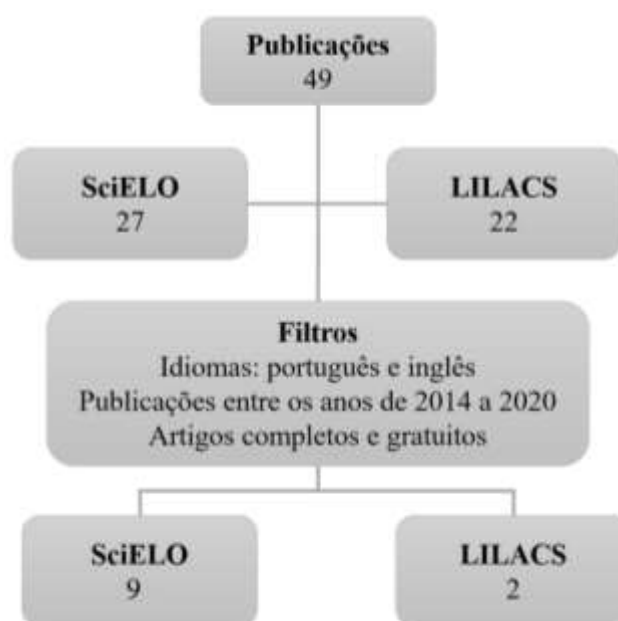 Publicações
49
SciELO
27
LILACS
22
Filtros
Idiomas: português e inglês
Publicações entre os anos de 2014 a 2020
Artigos completos e gratuitos
SciELO
9
LILACS
2